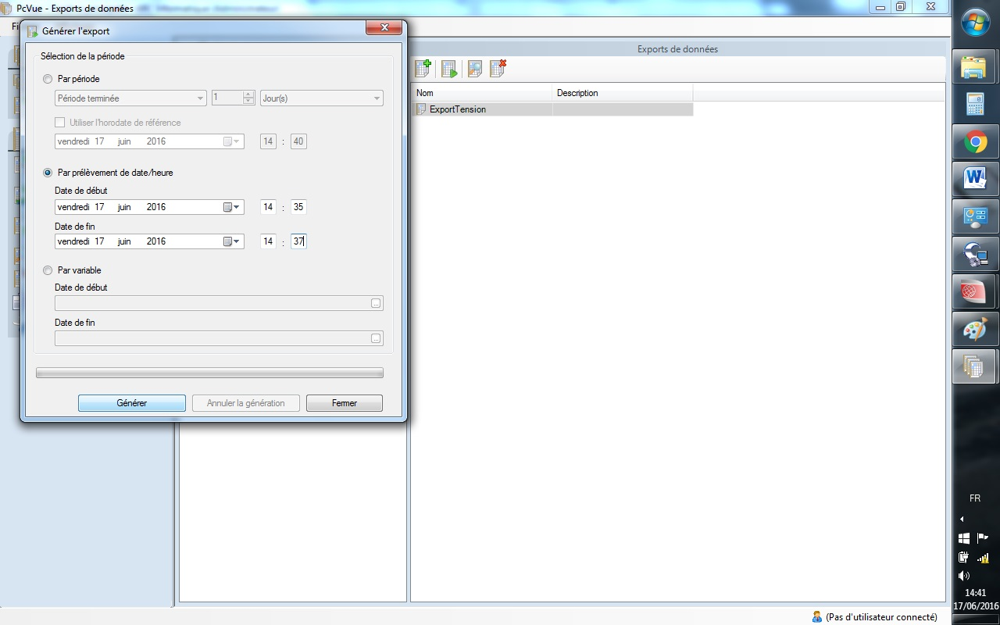 PcVue - Exports de données
Fi
Générer l'export
Sélection de la période
Par période
Période terminée 1 Jour(s)
Utiliser l'horodate de référence
vendredi 17 juin 2016 14 : 40
Par prélèvement de date/heure
Date de début
vendredi 17 juin 2016 14 : 35
Date de fin
vendredi 17 juin 2016 14 : 37
Par variable
Date de début
...
Date de fin
...
Générer Annuler la génération Fermer
Exports de données
Nom Description
ExportTension
FR
14:41
17/06/2016
(Pas d'utilisateur connecté)